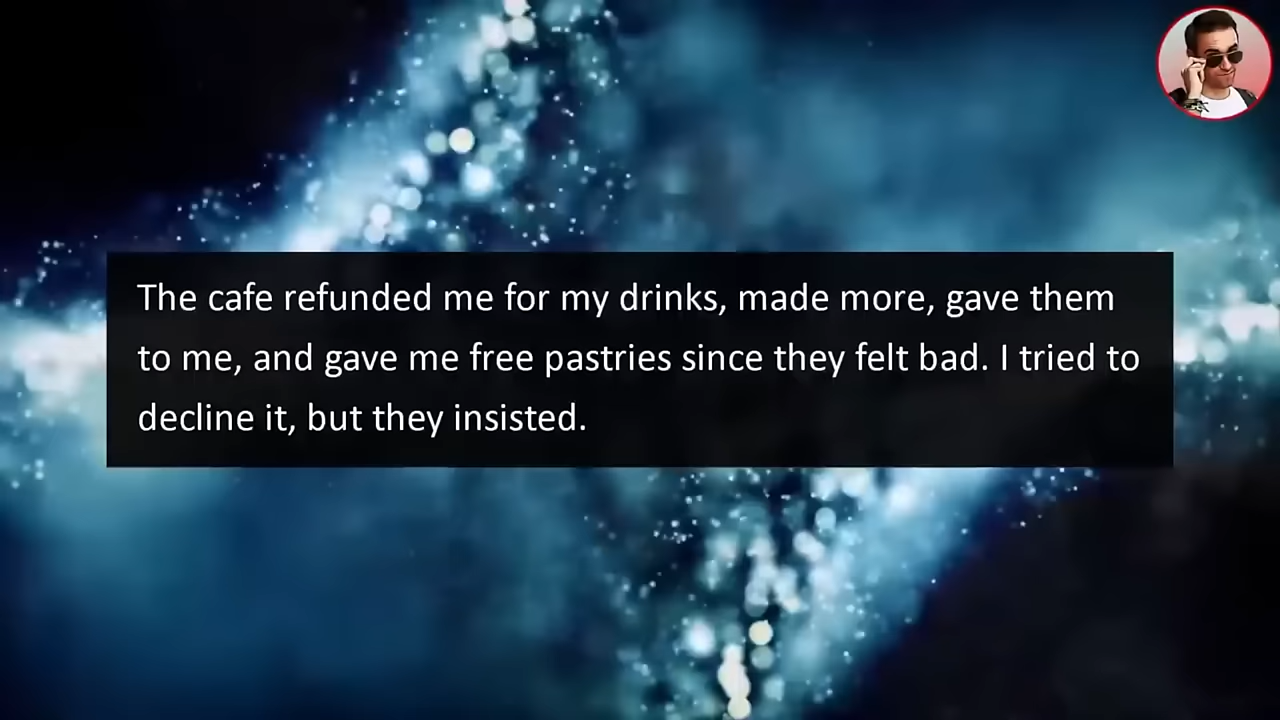 The cafe refunded me for my drinks, made more, gave them
to me, and gave me free pastries since they felt bad. I tried to
decline it, but they insisted.